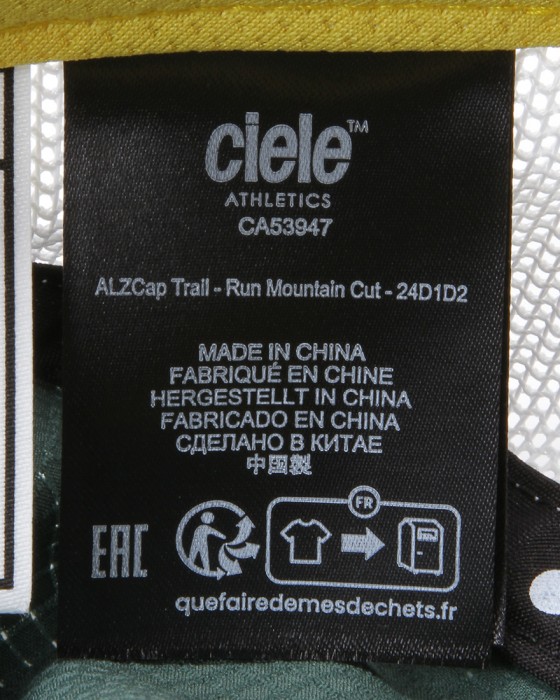 ciele™
ATHLETICS
CA53947
ALZCap Trail - Run Mountain Cut - 24D1D2
MADE IN CHINA
FABRIQUÉ EN CHINE
HERGESTELLT IN CHINA
FABRICADO EN CHINA
СДЕЛАНО В КИТАЕ
中国製
EAC
FR
quefairedemesdechets.fr